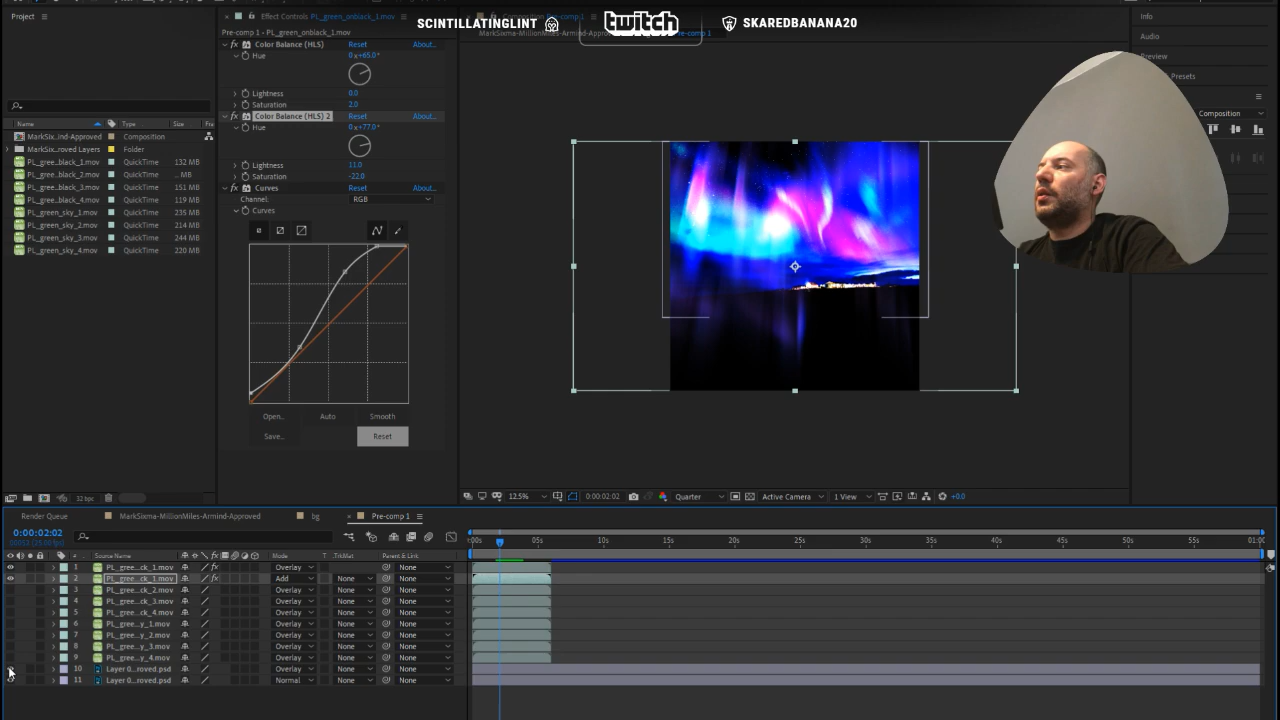 Effect Controls PL_green_onblack_1.mov
SCINTILLATINGLINT
twitch
SKAREDBANANA20
Project
Pre-comp 1 • PL_green_onblack_1.mov
Color Balance (HLS) Reset About...
Hue 0 x+65.0°
Lightness 0.0
Saturation 2.0
Color Balance (HLS) 2 Reset About...
Hue 0 x+77.0°
Lightness 11.0
Saturation -22.0
Curves Reset About...
Channel: RGB
Curves
Open... Auto Smooth
Save... Reset
Name Type Size
MarkSix..ind-Approved Composition
MarkSix..roved Layers Folder
PL_gree..black_1.mov QuickTime 132 MB
PL_gree..black_2.mov QuickTime .. MB
PL_gree..black_3.mov QuickTime 151 MB
PL_gree..black_4.mov QuickTime 119 MB
PL_green_sky_1.mov QuickTime 235 MB
PL_green_sky_2.mov QuickTime 214 MB
PL_green_sky_3.mov QuickTime 244 MB
PL_green_sky_4.mov QuickTime 220 MB
32 bpc
Info
Audio
Preview
Composition
12.5% 0:00:02:02 Quarter Active Camera 1 View +0.0
Render Queue MarkSixma-MillionMiles-Armind-Approved bg Pre-comp 1
0:00:02:02
# Source Name Mode T .TrkMat Parent & Link
05s 10s 15s 20s 25s 30s 35s 40s 45s 50s 55s
1 PL_gree...ck_1.mov Overlay None
2 PL_gree...ck_1.mov Add None None
3 PL_gree...ck_2.mov Overlay None None
4 PL_gree...ck_3.mov Overlay None None
5 PL_gree...ck_4.mov Overlay None None
6 PL_gree...y_1.mov Overlay None None
7 PL_gree...y_2.mov Overlay None None
8 PL_gree...y_3.mov Overlay None None
9 PL_gree...y_4.mov Overlay None None
10 Layer 0...roved.psd Overlay None None
11 Layer 0...roved.psd Normal None None